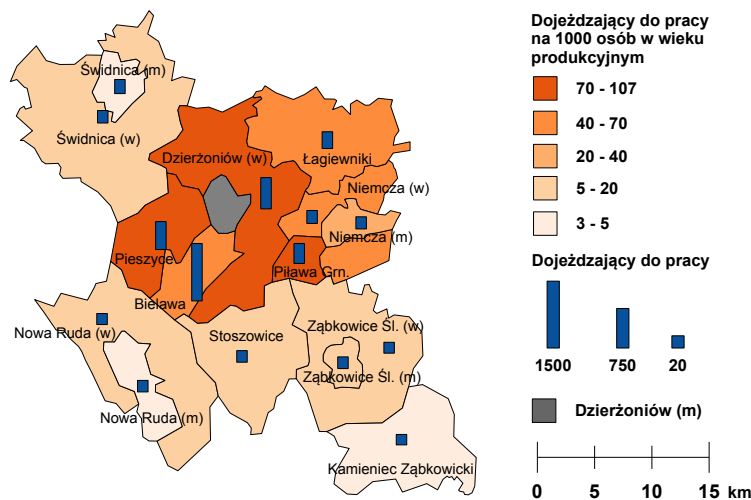 Świdnica (m)
Świdnica (w)
Dzierżoniów (w)
Łagiewniki
Niemcza (w)
Niemcza (m)
Pieszyce
Piława Grn.
Bielawa
Nowa Ruda (w)
Stoszowice
Ząbkowice Śl. (w)
Ząbkowice Śl. (m)
Nowa Ruda (m)
Kamieniec Ząbkowicki
Dojeżdzający do pracy
na 1000 osób w wieku
produkcyjnym
70 - 107
40 - 70
20 - 40
5 - 20
3 - 5
Dojeżdzający do pracy
1500 750 20
Dzierżoniów (m)
0 5 10 15 km